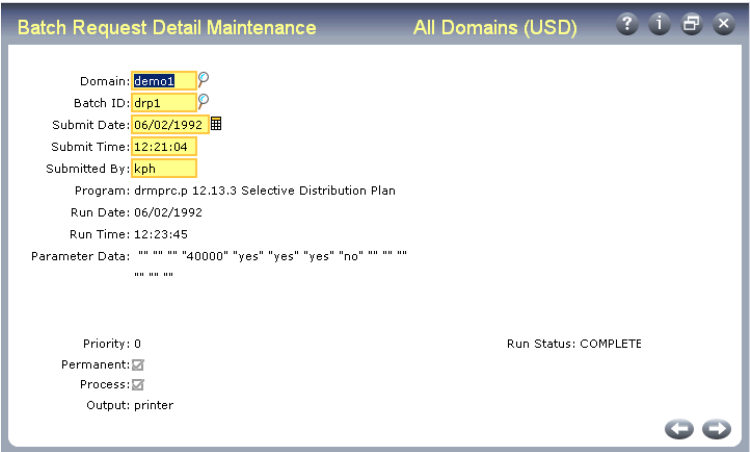 Batch Request Detail Maintenance All Domains (USD) ? i
Domain: demo1
Batch ID: drp1
Submit Date: 06/02/1992
Submit Time: 12:21:04
Submitted By: kph
Program: drmprc.p 12.13.3 Selective Distribution Plan
Run Date: 06/02/1992
Run Time: 12:23:45
Parameter Data: "" "" "" "40000" "yes" "yes" "yes" "no" "" "" ""
"" "" ""
Priority: 0 Run Status: COMPLETE
Permanent:
Process:
Output: printer